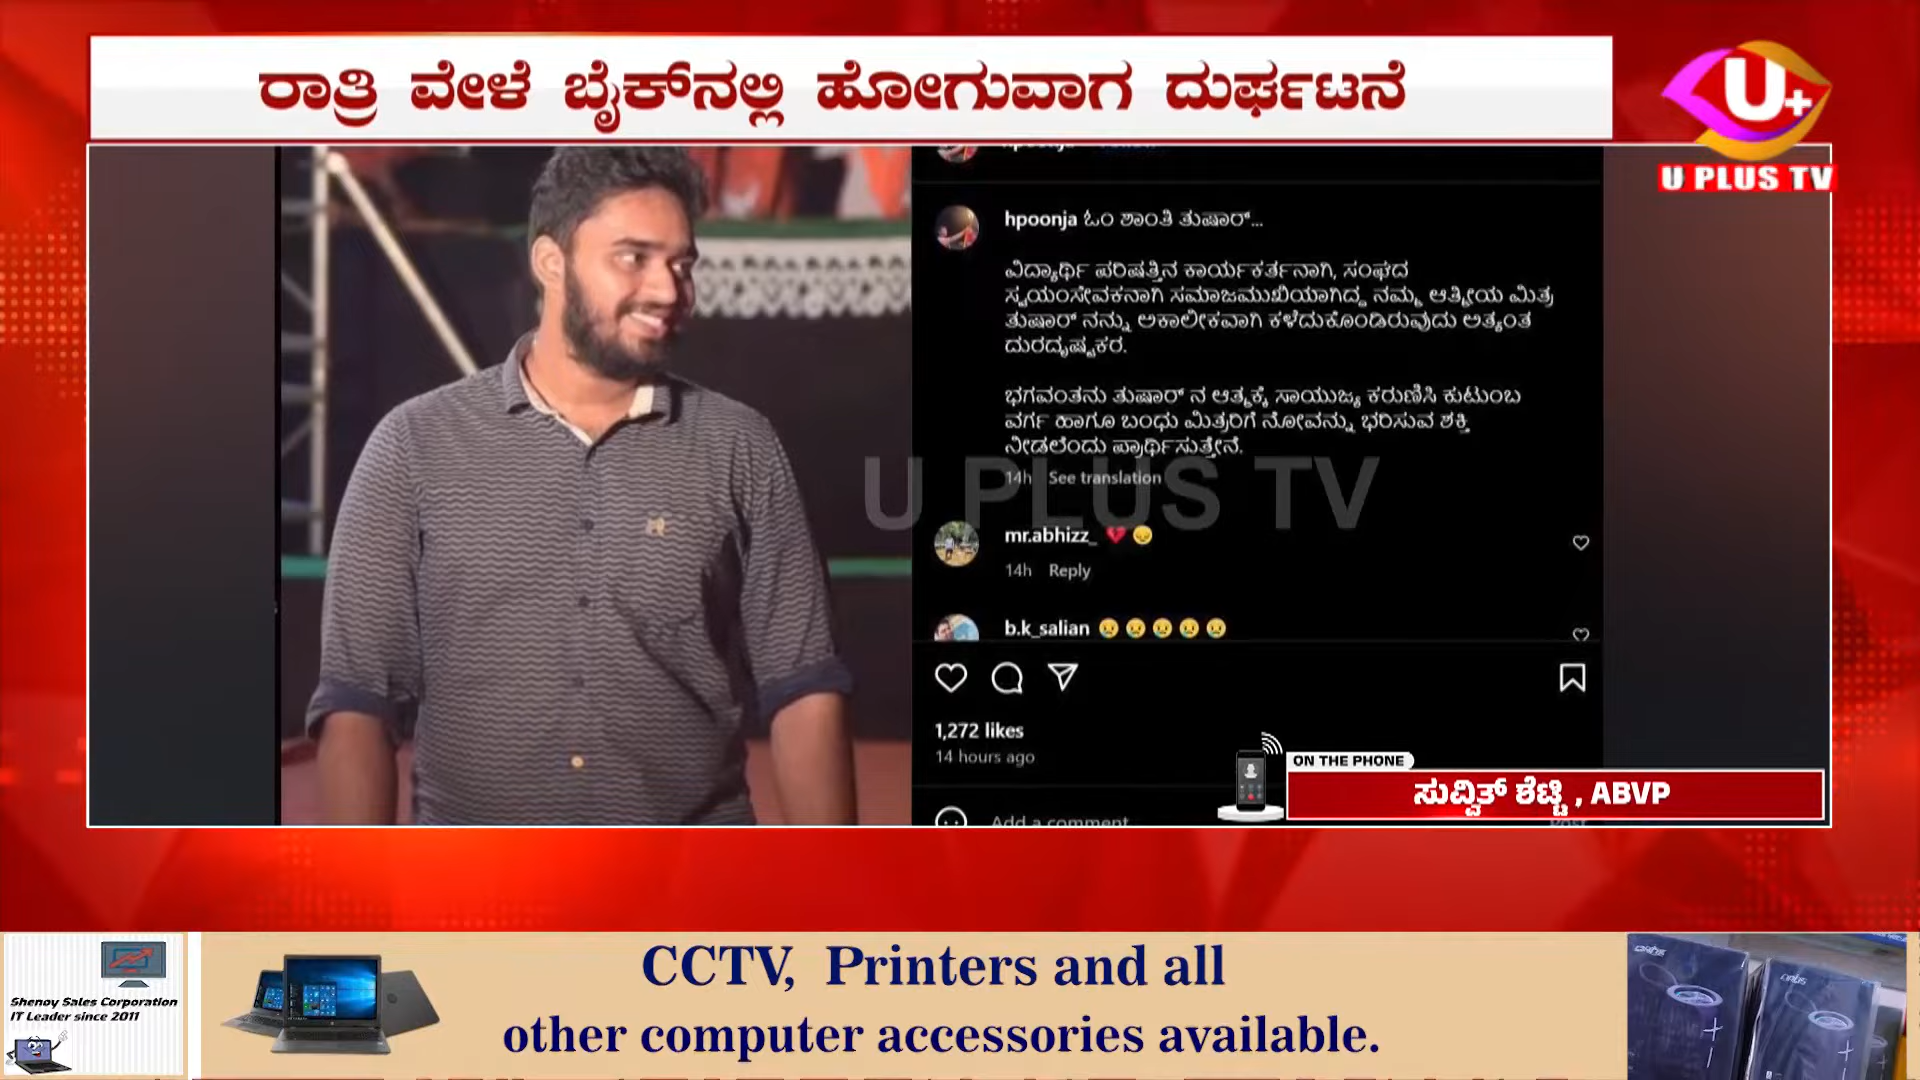 ರಾತ್ರಿ ವೇಳೆ ಬೈಕ್‌ನಲ್ಲಿ ಹೋಗುವಾಗ ದುರ್ಘಟನೆ
U+
U PLUS TV
hpoonja ಓಂ ಶಾಂತಿ ತುಷಾರ್...
ವಿದ್ಯಾರ್ಥಿ ಪರಿಷತ್ತಿನ ಕಾರ್ಯಕರ್ತನಾಗಿ, ಸಂಘದ
ಸ್ವಯಂಸೇವಕನಾಗಿ ಸಮಾಜಮುಖಿಯಾಗಿದ್ದ ನಮ್ಮ ಆತ್ಮೀಯ ಮಿತ್ರ
ತುಷಾರ್ ನನ್ನು ಅಕಾಲೀಕವಾಗಿ ಕಳೆದುಕೊಂಡಿರುವುದು ಅತ್ಯಂತ
ದುರದೃಷ್ಟಕರ.
ಭಗವಂತನು ತುಷಾರ್ ನ ಆತ್ಮಕ್ಕೆ ಸಾಯುಜ್ಯ ಕರುಣಿಸಿ ಕುಟುಂಬ
ವರ್ಗ ಹಾಗೂ ಬಂಧು ಮಿತ್ರರಿಗೆ ನೋವನ್ನು ಭರಿಸುವ ಶಕ್ತಿ
ನೀಡಲೆಂದು ಪ್ರಾರ್ಥಿಸುತ್ತೇನೆ.
14h See translation
U PLUS TV
mr.abhizz_ 💔😔
14h Reply
b.k_salian 😢😢😢😢😢
1,272 likes
14 hours ago
Add a comment
ON THE PHONE
ಸುವ್ವಿತ್ ಶೆಟ್ಟಿ , ABVP
Shenoy Sales Corporation
IT Leader since 2011
CCTV, Printers and all
other computer accessories available.